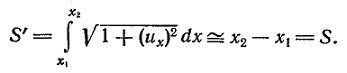 S′ = ∫_{x₁}^{x₂} √(1 + (u_x)²) dx ≅ x₂ − x₁ = S.